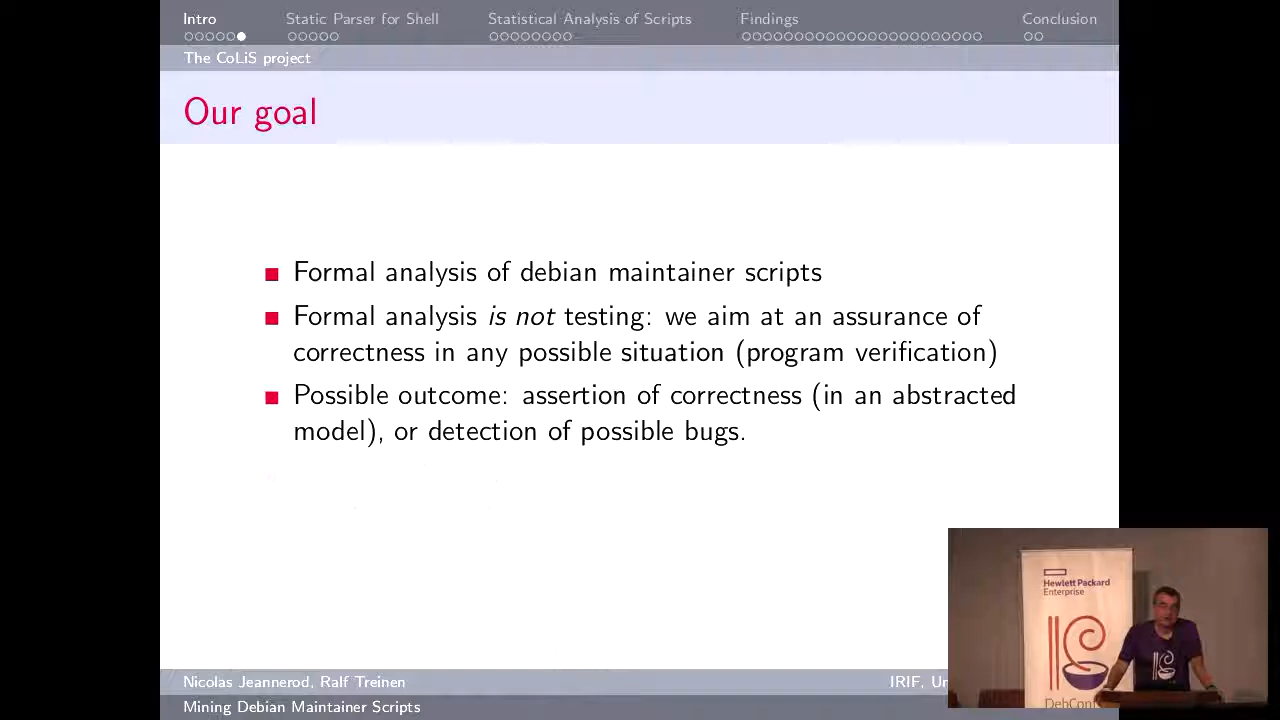 Intro Static Parser for Shell Statistical Analysis of Scripts Findings Conclusion
The CoLiS project
Our goal
Formal analysis of debian maintainer scripts
Formal analysis is not testing: we aim at an assurance of
correctness in any possible situation (program verification)
Possible outcome: assertion of correctness (in an abstracted
model), or detection of possible bugs.
Hewlett Packard
Enterprise
Nicolas Jeannerod, Ralf Treinen IRIF,
Mining Debian Maintainer Scripts